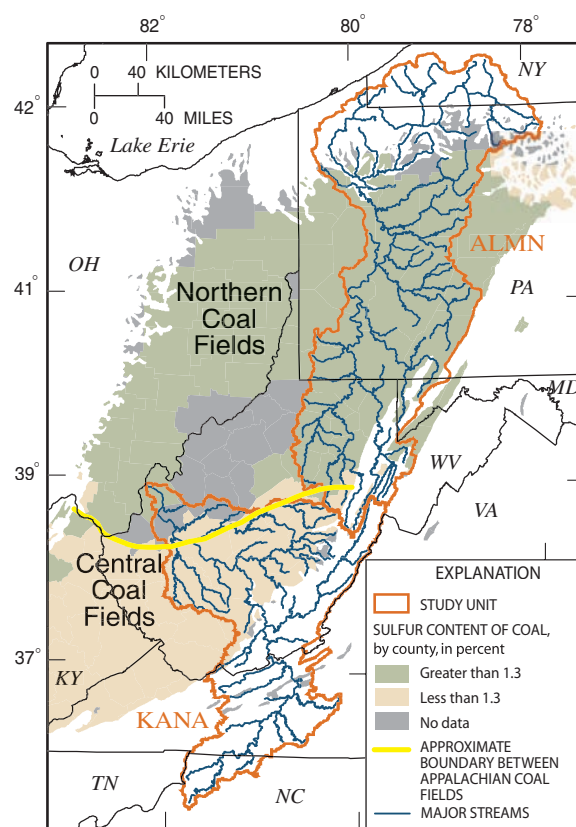 82°
80°
78°
0 40 KILOMETERS
0 40 MILES
NY
42°
Lake Erie
ALMN
OH
41°
Northern
Coal
Fields
PA
MD
39°
WV
VA
Central
Coal
Fields
37°
KY
KANA
TN
NC
82°
80°
78°
EXPLANATION
STUDY UNIT
SULFUR CONTENT OF COAL,
by county, in percent
Greater than 1.3
Less than 1.3
No data
APPROXIMATE
BOUNDARY BETWEEN
APPALACHIAN COAL
FIELDS
MAJOR STREAMS